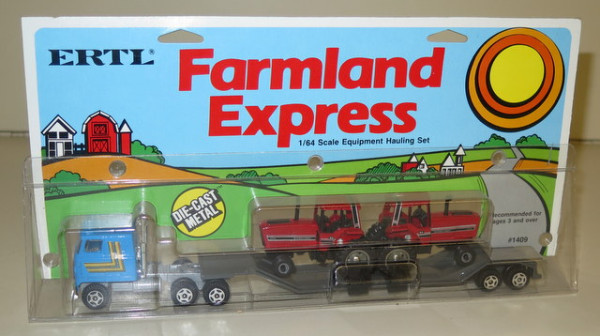 ERTL®
Farmland
Express
1/64 Scale Equipment Hauling Set
DIE-CAST
METAL
Recommended for
ages 3 and over
#1409